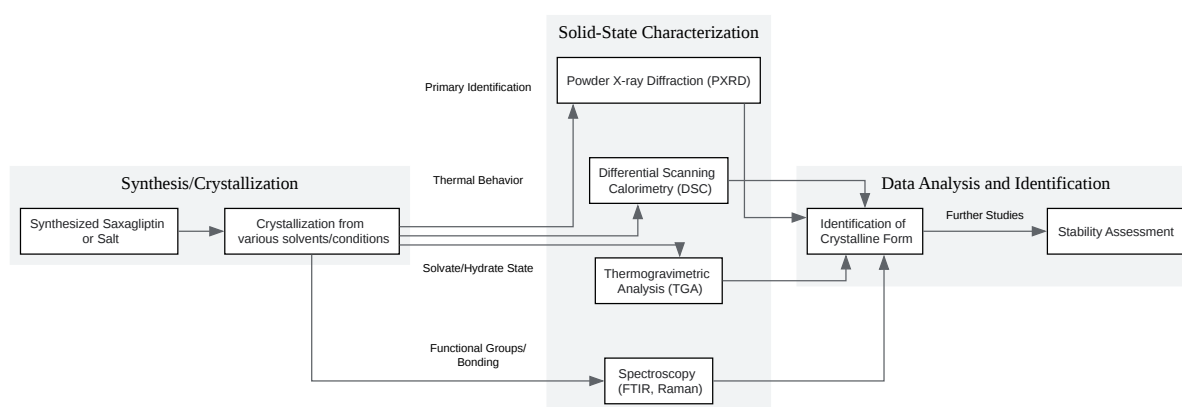 Solid-State Characterization
Primary Identification
Powder X-ray Diffraction (PXRD)
Synthesis/Crystallization
Thermal Behavior
Differential Scanning
Calorimetry (DSC)
Data Analysis and Identification
Synthesized Saxagliptin
or Salt
Crystallization from
various solvents/conditions
Identification of
Crystalline Form
Further Studies
Stability Assessment
Solvate/Hydrate State
Thermogravimetric
Analysis (TGA)
Functional Groups/
Bonding
Spectroscopy
(FTIR, Raman)